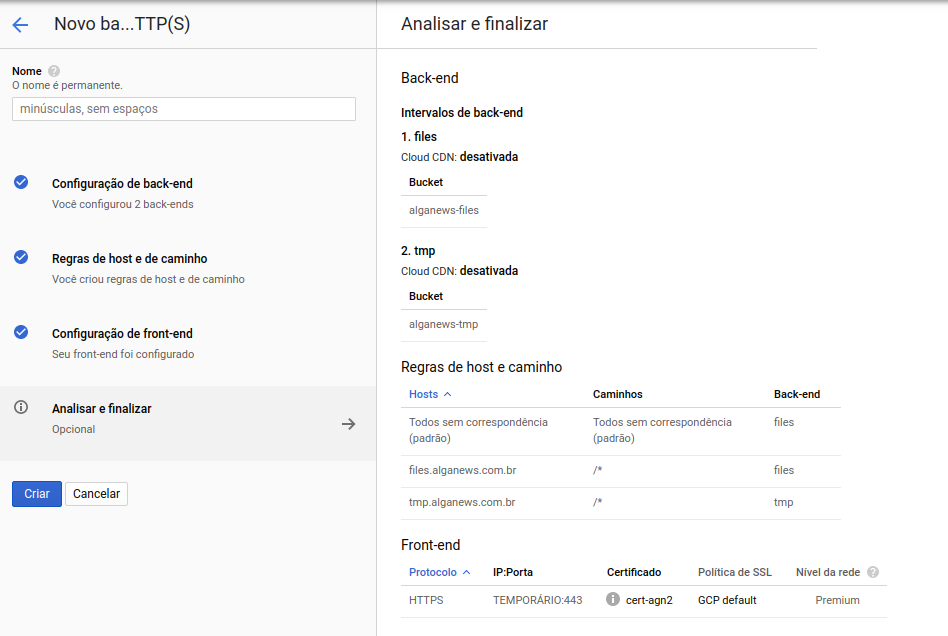 Novo ba...TTP(S)
Nome
O nome é permanente.
minúsculas, sem espaços
Configuração de back-end
Você configurou 2 back-ends
Regras de host e de caminho
Você criou regras de host e de caminho
Configuração de front-end
Seu front-end foi configurado
Analisar e finalizar
Opcional
Criar Cancelar
Analisar e finalizar
Back-end
Intervalos de back-end
1. files
Cloud CDN: desativada
Bucket
alganews-files
2. tmp
Cloud CDN: desativada
Bucket
alganews-tmp
Regras de host e caminho
Hosts Caminhos Back-end
Todos sem correspondência Todos sem correspondência files
(padrão) (padrão)
files.alganews.com.br /* files
tmp.alganews.com.br /* tmp
Front-end
Protocolo IP:Porta Certificado Política de SSL Nível da rede
HTTPS TEMPORÁRIO:443 cert-agn2 GCP default Premium